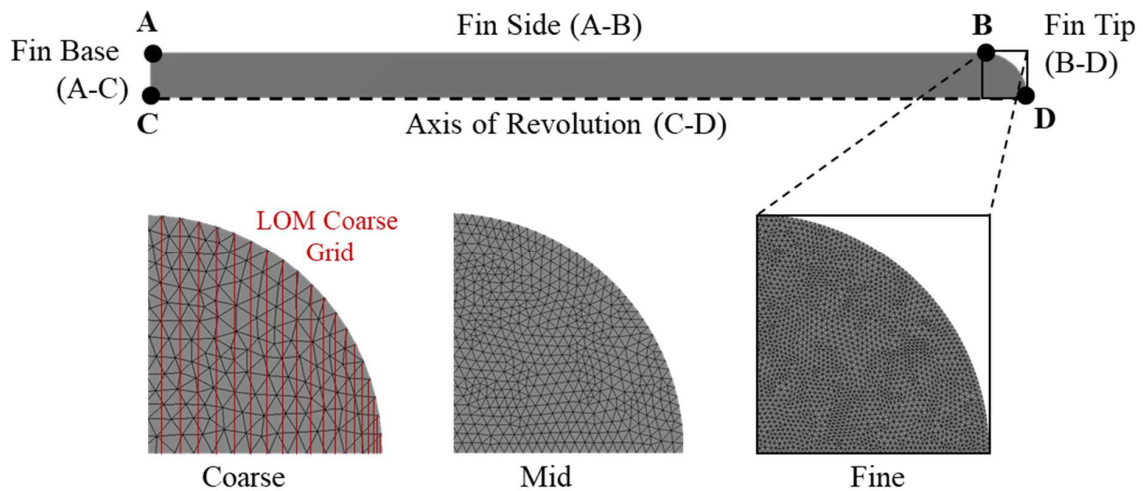 A
Fin Side (A-B)
B
Fin Tip
(B-D)
Fin Base
(A-C)
C
Axis of Revolution (C-D)
D
LOM Coarse
Grid
Coarse
Mid
Fine